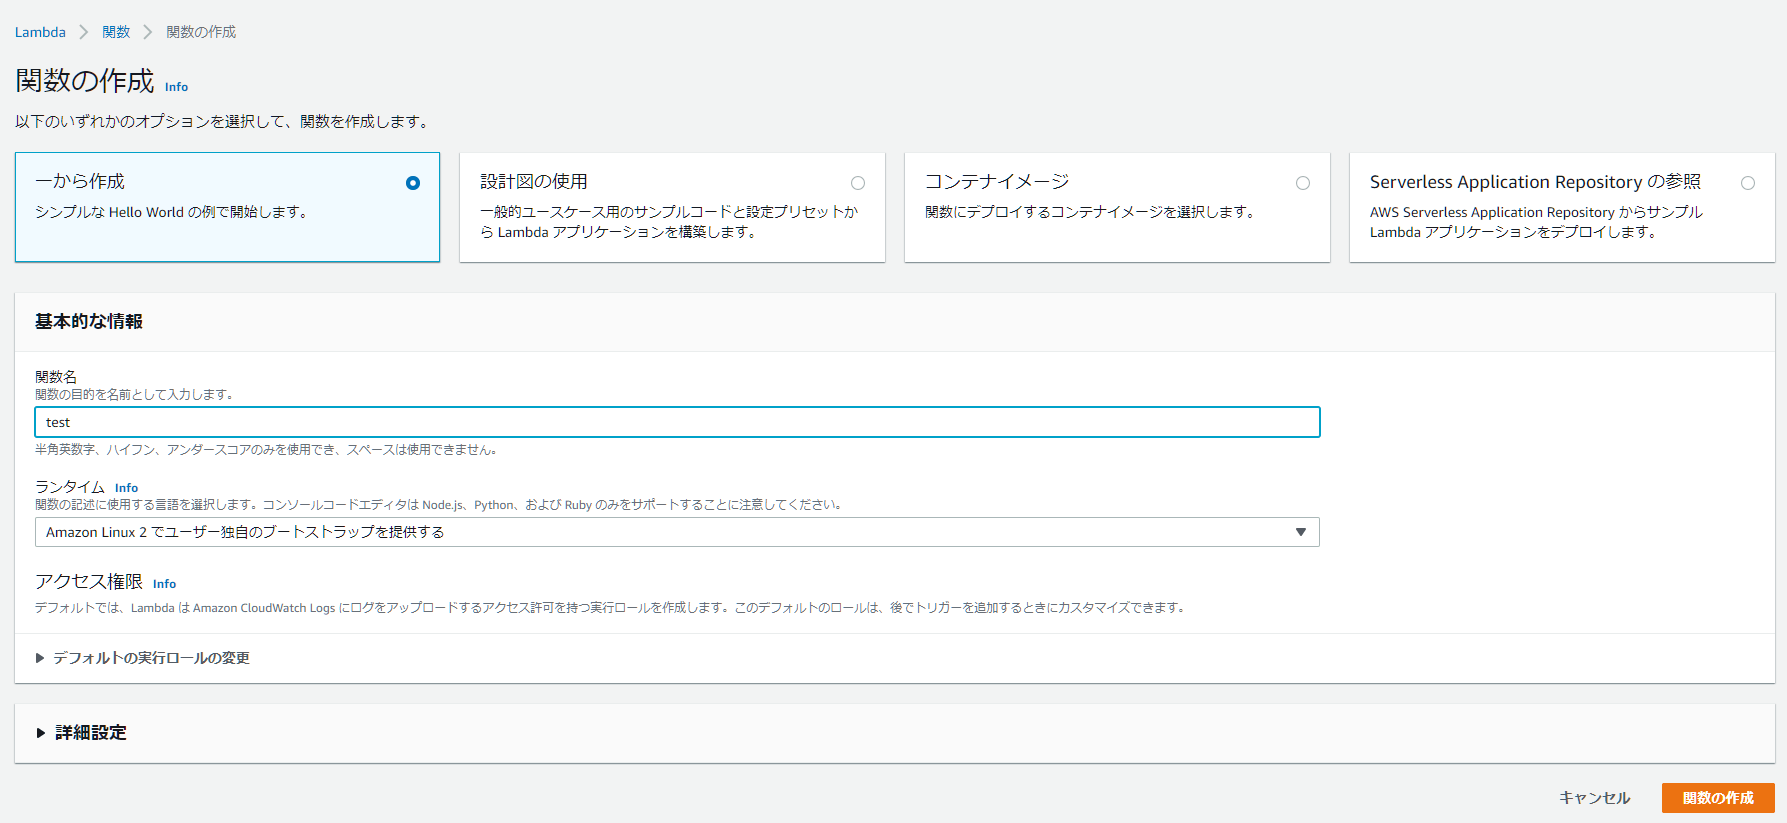 Lambda > 関数 > 関数の作成
関数の作成 Info
以下のいずれかのオプションを選択して、関数を作成します。
一から作成
シンプルな Hello World の例で開始します。
設計図の使用
一般的ユースケース用のサンプルコードと設定プリセットか
ら Lambda アプリケーションを構築します。
コンテナイメージ
関数にデプロイするコンテナイメージを選択します。
Serverless Application Repository の参照
AWS Serverless Application Repository からサンプル
Lambda アプリケーションをデプロイします。
基本的な情報
関数名
関数の目的を名前として入力します。
test
半角英数字、ハイフン、アンダースコアのみを使用でき、スペースは使用できません。
ランタイム Info
関数の記述に使用する言語を選択します。コンソールコードエディタは Node.js、Python、および Ruby のみをサポートすることに注意してください。
Amazon Linux 2 でユーザー独自のブートストラップを提供する
アクセス権限 Info
デフォルトでは、Lambda は Amazon CloudWatch Logs にログをアップロードするアクセス許可を持つ実行ロールを作成します。このデフォルトのロールは、後でトリガーを追加するときにカスタマイズできます。
デフォルトの実行ロールの変更
詳細設定
キャンセル
関数の作成